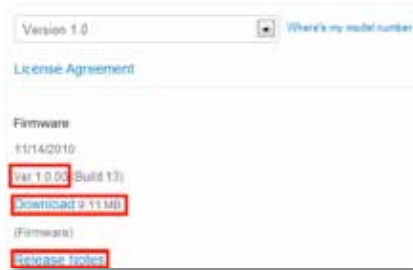 Version 1.0
Where's my model number
License Agreement
Firmware
11/14/2010
Ver.1.0.00 (Build 13)
Download 9.11 MB
(Firmware)
Release Notes